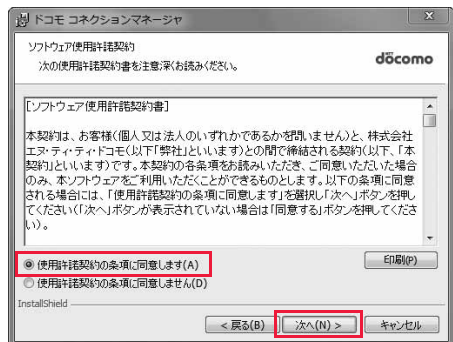 ドコモ コネクションマネージャ
ソフトウェア使用許諾契約
次の使用許諾契約書を注意深くお読みください。
döcomo
[ソフトウェア使用許諾契約書]
本契約は、お客様(個人又は法人のいずれかであるかを問いません)と、株式会社
エヌ・ティ・ティ・ドコモ(以下「弊社」といいます)との間で締結される契約(以下、「本
契約」といいます)です。本契約の各条項をお読みいただき、ご同意いただいた場合
のみ、本ソフトウェアをご利用いただくことができるものとします。以下の条項に同意
される場合には、「使用許諾契約の条項に同意します」を選択し「次へ」ボタンを押し
てください(「次へ」ボタンが表示されていない場合は「同意する」ボタンを押してくださ
い)。
使用許諾契約の条項に同意します(A)
印刷(P)
使用許諾契約の条項に同意しません(D)
InstallShield
< 戻る(B)
次へ(N) >
キャンセル